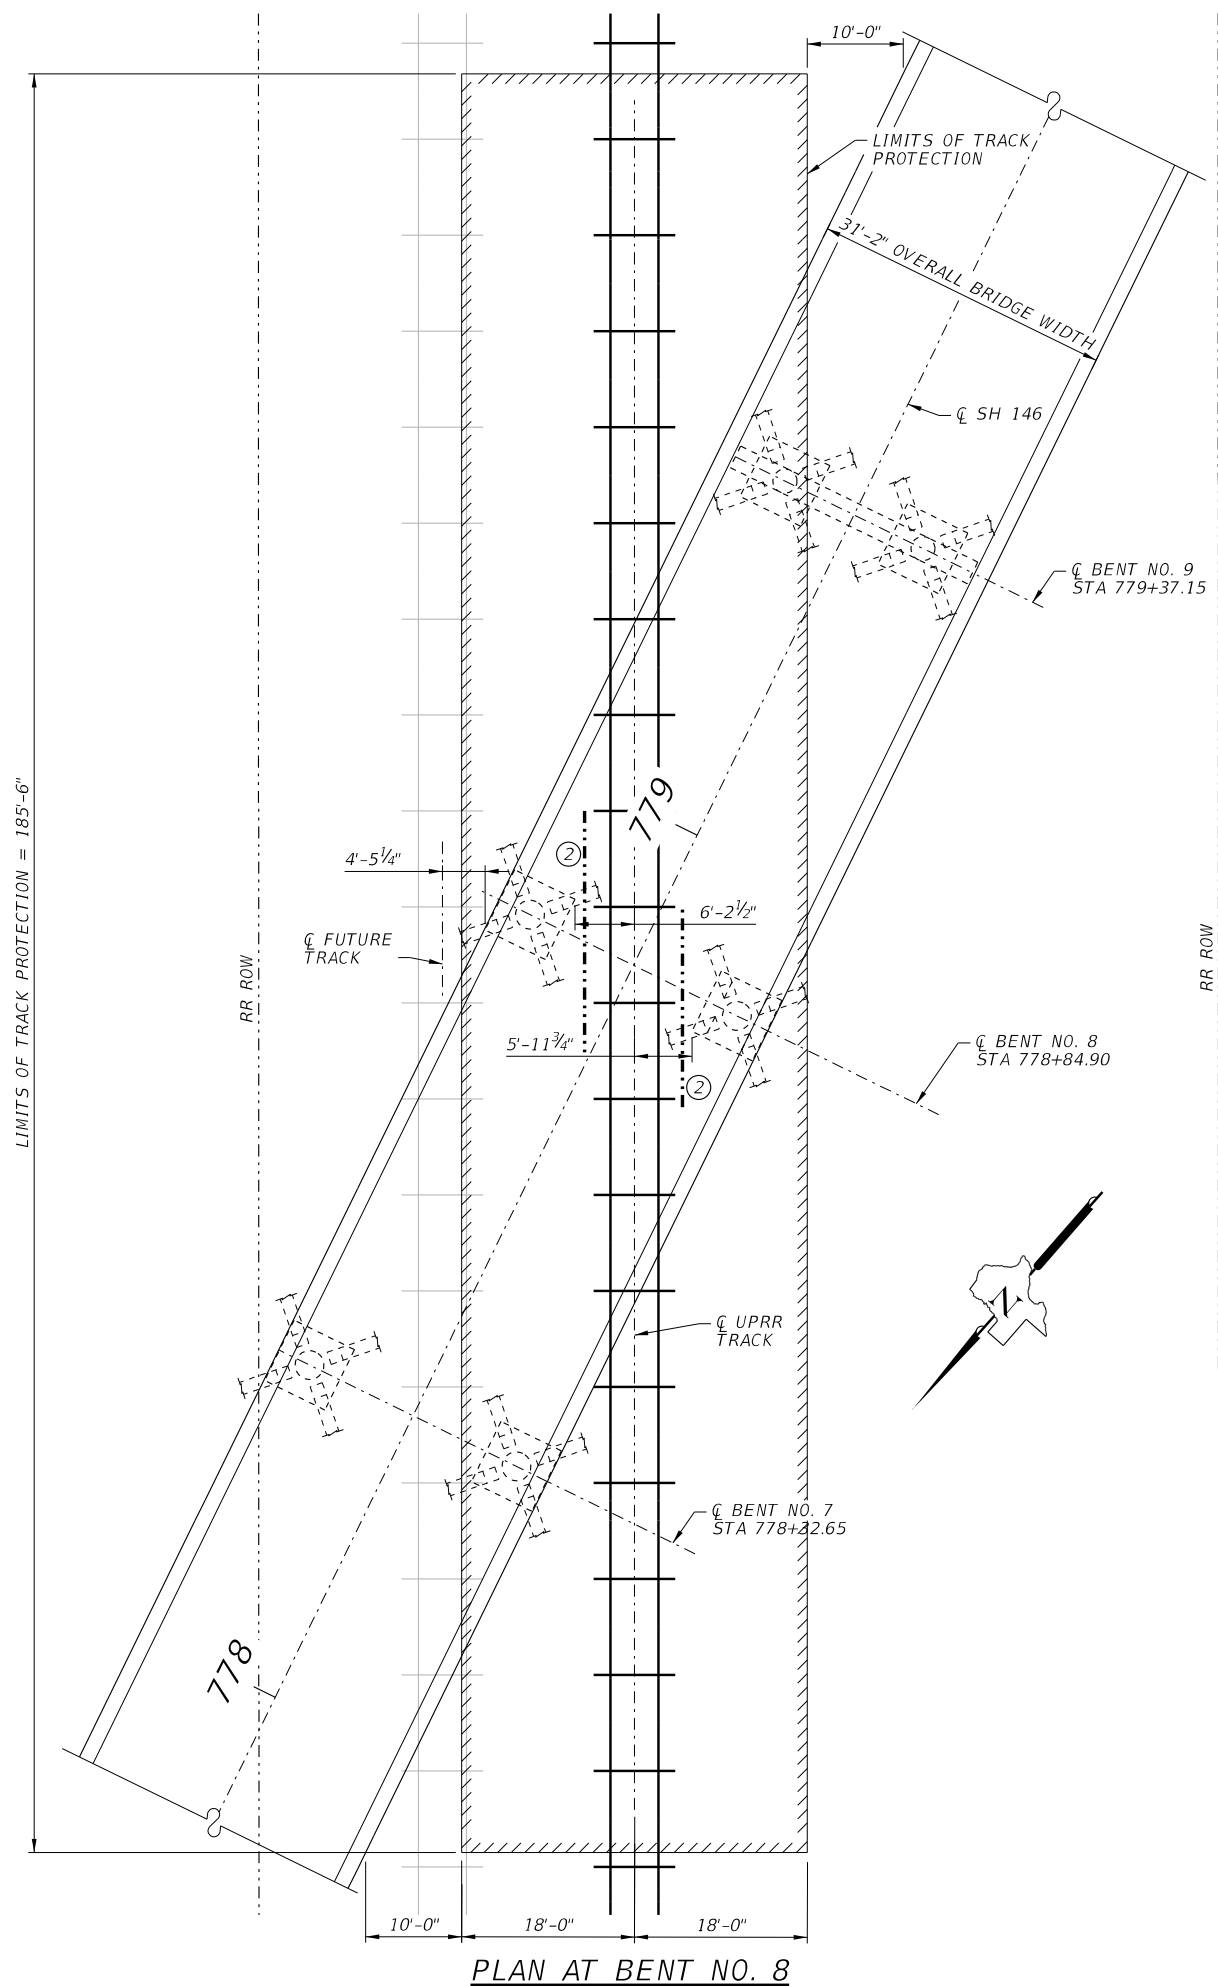 10'-0"
LIMITS OF TRACK
PROTECTION
31'-2" OVERALL BRIDGE WIDTH
℄ SH 146
℄ BENT NO. 9
STA 779+37.15
LIMITS OF TRACK PROTECTION = 185'-6"
779
2
4'-5¼"
6'-2½"
℄ FUTURE
TRACK
RR ROW
RR ROW
5'-11¾"
℄ BENT NO. 8
STA 778+84.90
2
N
℄ UPRR
TRACK
℄ BENT NO. 7
STA 778+32.65
778
10'-0"
18'-0"
18'-0"
PLAN AT BENT NO. 8